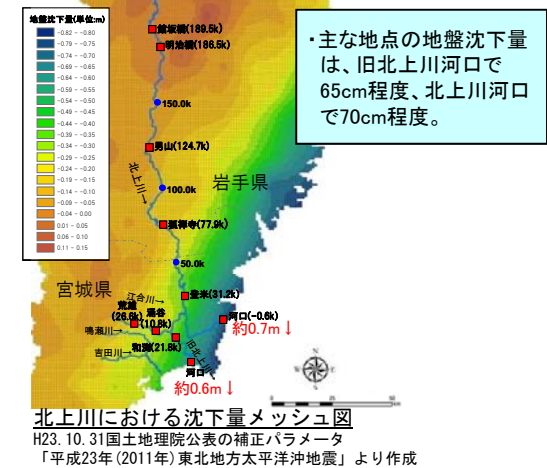 地盤沈下量(単位:m)
-0.82 - -0.80
-0.79 - -0.75
-0.74 - -0.70
-0.69 - -0.65
-0.64 - -0.60
-0.59 - -0.55
-0.54 - -0.50
-0.49 - -0.45
-0.44 - -0.40
-0.39 - -0.35
-0.34 - -0.30
-0.29 - -0.25
-0.24 - -0.20
-0.19 - -0.15
-0.14 - -0.10
-0.09 - -0.05
-0.04 - 0.00
0.01 - 0.05
0.06 - 0.10
0.11 - 0.15
・主な地点の地盤沈下量
は、旧北上川河口で
65cm程度、北上川河口
で70cm程度。
館坂橋(189.5k)
明治橋(186.5k)
150.0k
男山(124.7k)
北上川→
100.0k
岩手県
狐禅寺(77.9k)
50.0k
宮城県
江合川→
登米(31.2k)
荒雄
(26.6k)
涌谷
(10.8k)
河口(-0.6k)
約0.7m↓
鳴瀬川→
和渕(21.8k)
旧北上川
吉田川→
河口
約0.6m↓
N
W
E
S
北上川における沈下量メッシュ図
H23.10.31国土地理院公表の補正パラメータ
「平成23年(2011年)東北地方太平洋沖地震」より作成